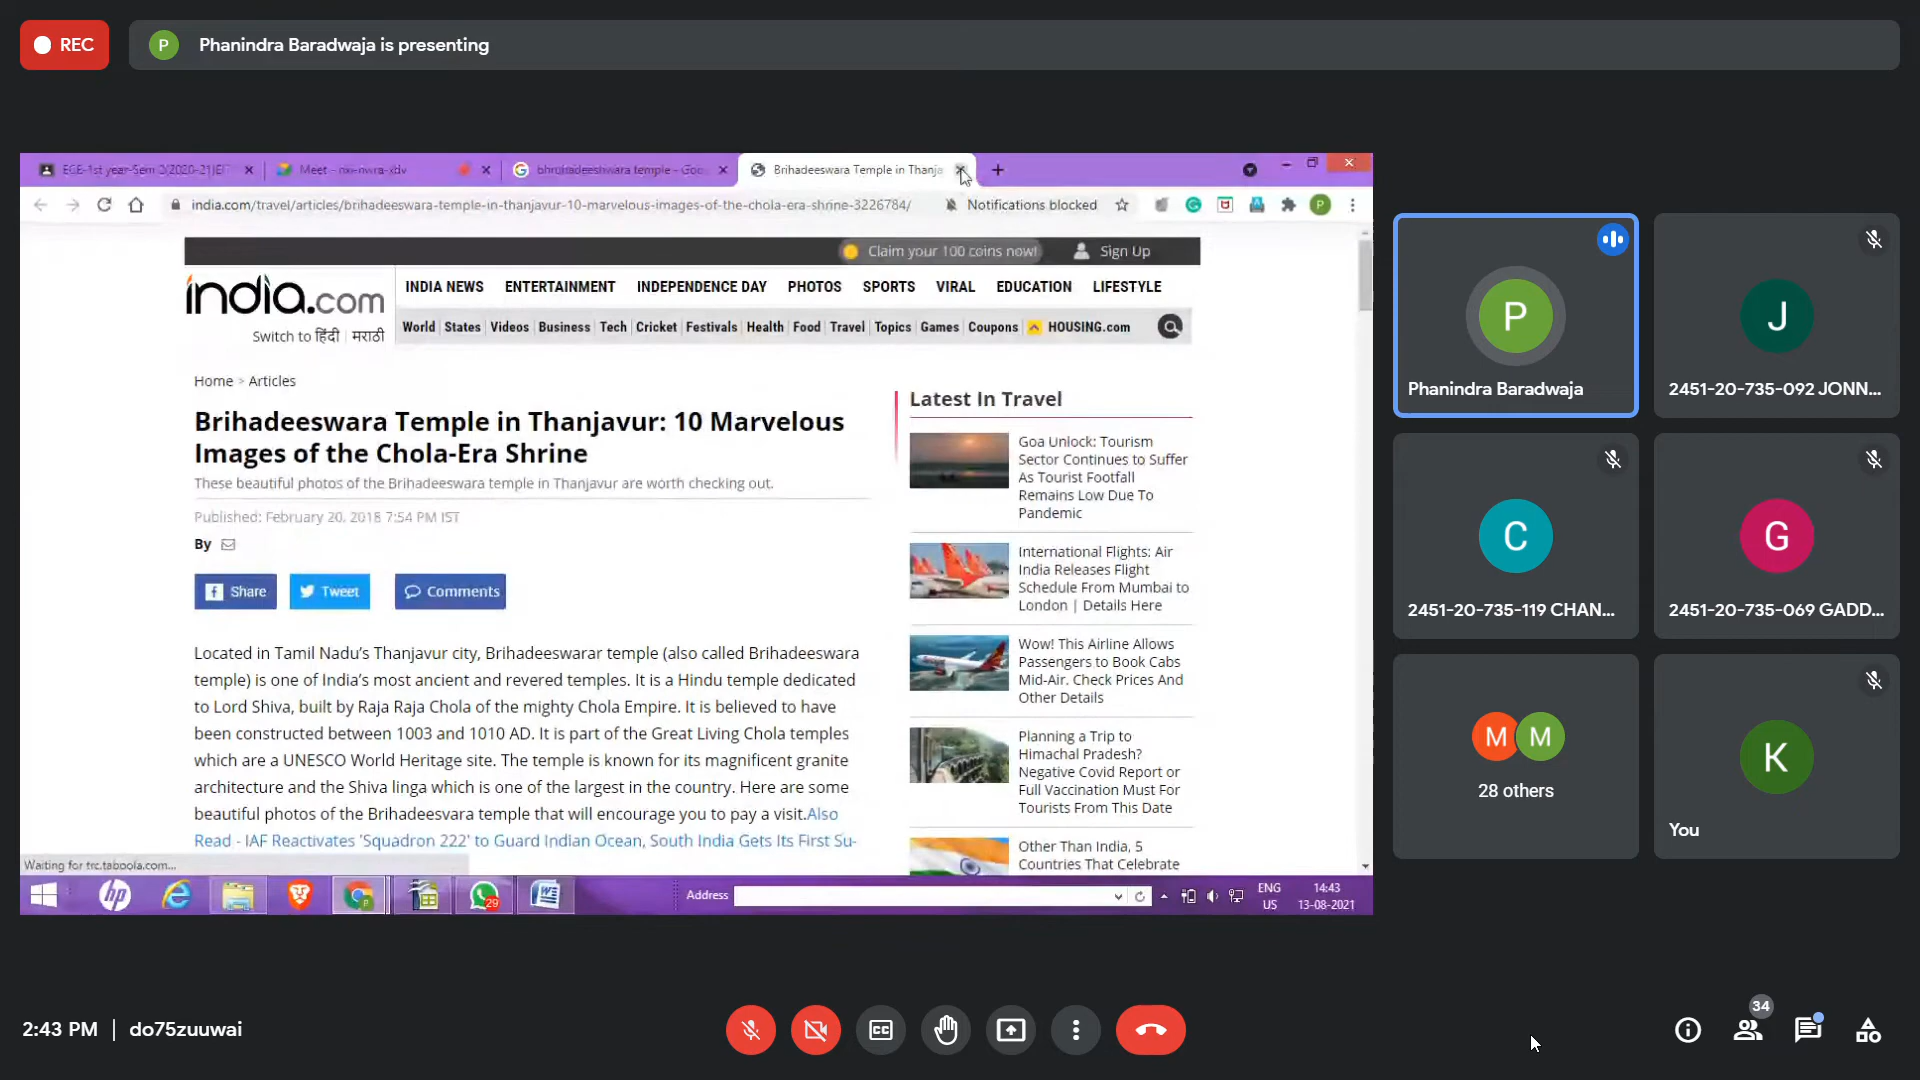 REC
P
Phanindra Baradwaja is presenting
ECE-1st year-Sem
Meet -
bhruhadeeshwara temple - Goo
Brihadeeswara Temple in Thanja
india.com/travel/articles/brihadeeswara-temple-in-thanjavur-10-marvelous-images-of-the-chola-era-shrine-3226784/
Notifications blocked
P
Claim your 100 coins now!
Sign Up
india.com
Switch to हिंदी | मराठी
INDIA NEWS ENTERTAINMENT INDEPENDENCE DAY PHOTOS SPORTS VIRAL EDUCATION LIFESTYLE
World | States | Videos | Business | Tech | Cricket | Festivals | Health | Food | Travel | Topics | Games | Coupons | HOUSING.com
Home > Articles
Brihadeeswara Temple in Thanjavur: 10 Marvelous
Images of the Chola-Era Shrine
These beautiful photos of the Brihadeeswara temple in Thanjavur are worth checking out.
Published: February 20, 2018 7:54 PM IST
By
Share
Tweet
Comments
Located in Tamil Nadu's Thanjavur city, Brihadeeswarar temple (also called Brihadeeswara
temple) is one of India's most ancient and revered temples. It is a Hindu temple dedicated
to Lord Shiva, built by Raja Raja Chola of the mighty Chola Empire. It is believed to have
been constructed between 1003 and 1010 AD. It is part of the Great Living Chola temples
which are a UNESCO World Heritage site. The temple is known for its magnificent granite
architecture and the Shiva linga which is one of the largest in the country. Here are some
beautiful photos of the Brihadeesvara temple that will encourage you to pay a visit.Also
Read - IAF Reactivates 'Squadron 222' to Guard Indian Ocean, South India Gets Its First Su-
Latest In Travel
Goa Unlock: Tourism
Sector Continues to Suffer
As Tourist Footfall
Remains Low Due To
Pandemic
International Flights: Air
India Releases Flight
Schedule From Mumbai to
London | Details Here
Wow! This Airline Allows
Passengers to Book Cabs
Mid-Air. Check Prices And
Other Details
Planning a Trip to
Himachal Pradesh?
Negative Covid Report or
Full Vaccination Must For
Tourists From This Date
Other Than India, 5
Countries That Celebrate
Waiting for trc.taboola.com...
hp
29
Address
ENG
US
14:43
13-08-2021
P
Phanindra Baradwaja
J
2451-20-735-092 JONN...
C
2451-20-735-119 CHAN...
G
2451-20-735-069 GADD...
M M
28 others
K
You
2:43 PM | do75zuuwai
CC
34